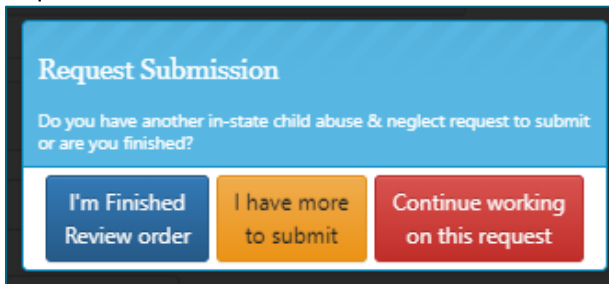 Request Submission
Do you have another in-state child abuse & neglect request to submit
or are you finished?
I'm Finished
Review order
I have more
to submit
Continue working
on this request